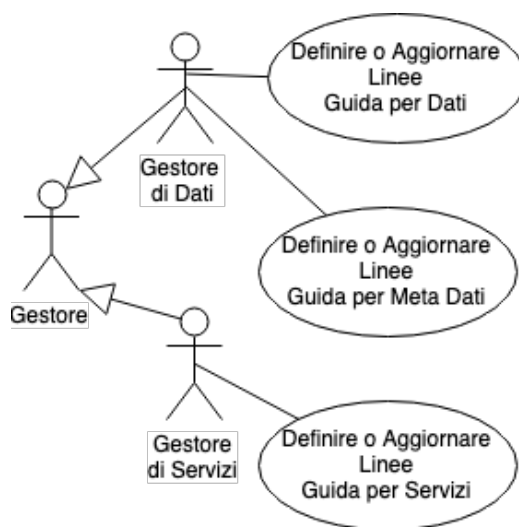 Definire o Aggiornare
Linee
Guida per Dati
Gestore
di Dati
Definire o Aggiornare
Linee
Guida per Meta Dati
Gestore
Gestore
di Servizi
Definire o Aggiornare
Linee
Guida per Servizi